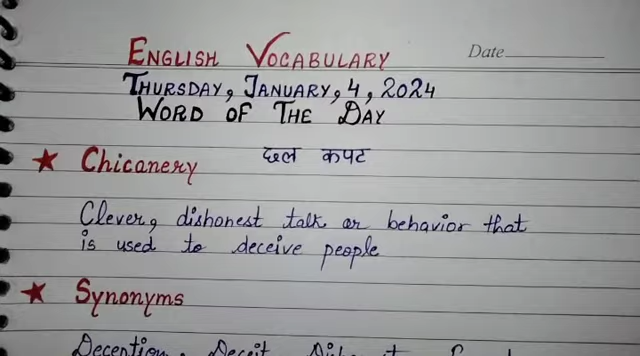 ENGLISH VOCABULARY
Date
THURSDAY, JANUARY, 4, 2024
WORD OF THE DAY
★ Chicanery छल कपट
Clever, dishonest talk or behavior that
is used to deceive people
★ Synonyms
Deception, Deceit